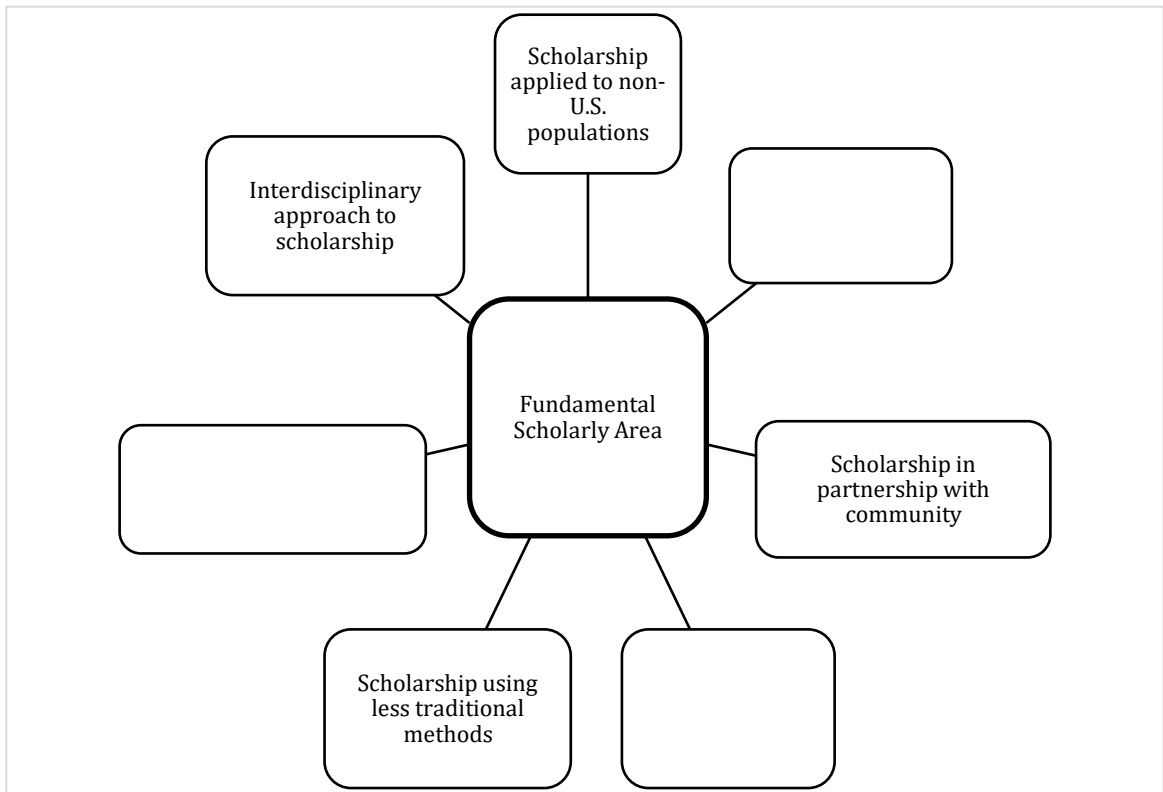 Scholarship
applied to non-
U.S.
populations
Interdisciplinary
approach to
scholarship
Fundamental
Scholarly Area
Scholarship in
partnership with
community
Scholarship using
less traditional
methods